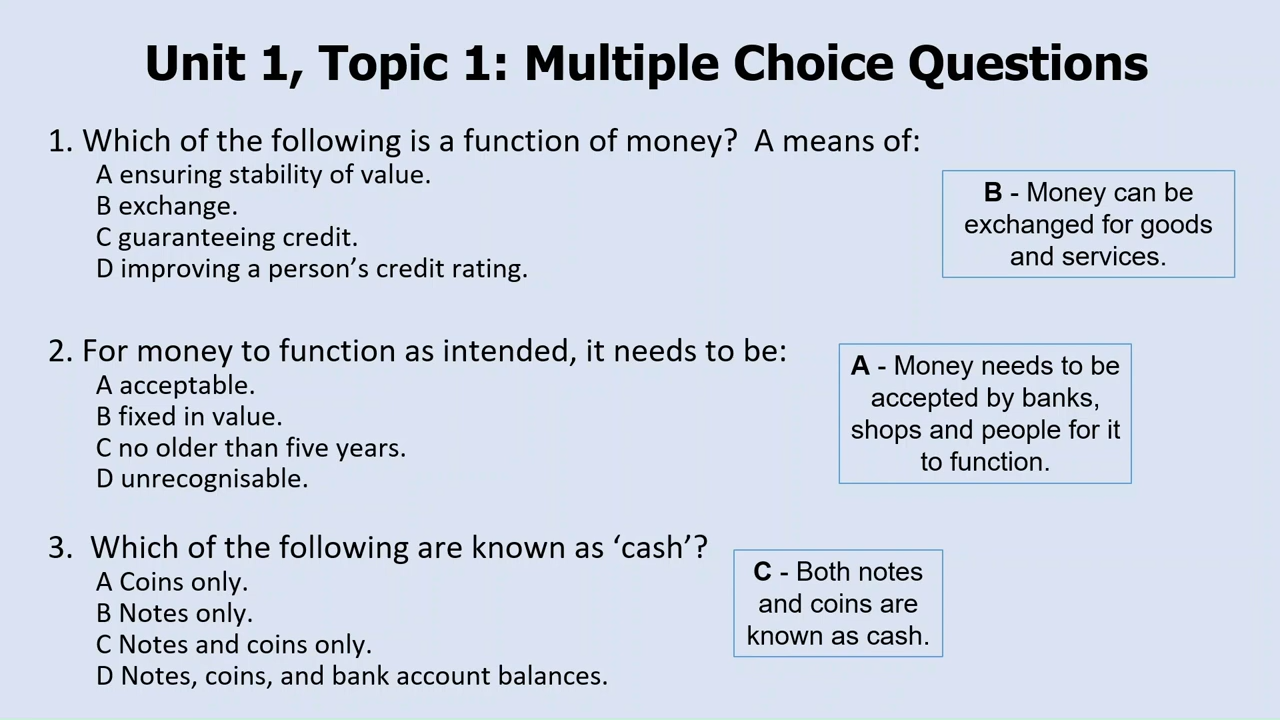 Unit 1, Topic 1: Multiple Choice Questions
1. Which of the following is a function of money?  A means of:
A ensuring stability of value.
B exchange.
C guaranteeing credit.
D improving a person’s credit rating.
B - Money can be
exchanged for goods
and services.
2. For money to function as intended, it needs to be:
A acceptable.
B fixed in value.
C no older than five years.
D unrecognisable.
A - Money needs to be
accepted by banks,
shops and people for it
to function.
3.  Which of the following are known as ‘cash’?
A Coins only.
B Notes only.
C Notes and coins only.
D Notes, coins, and bank account balances.
C - Both notes
and coins are
known as cash.